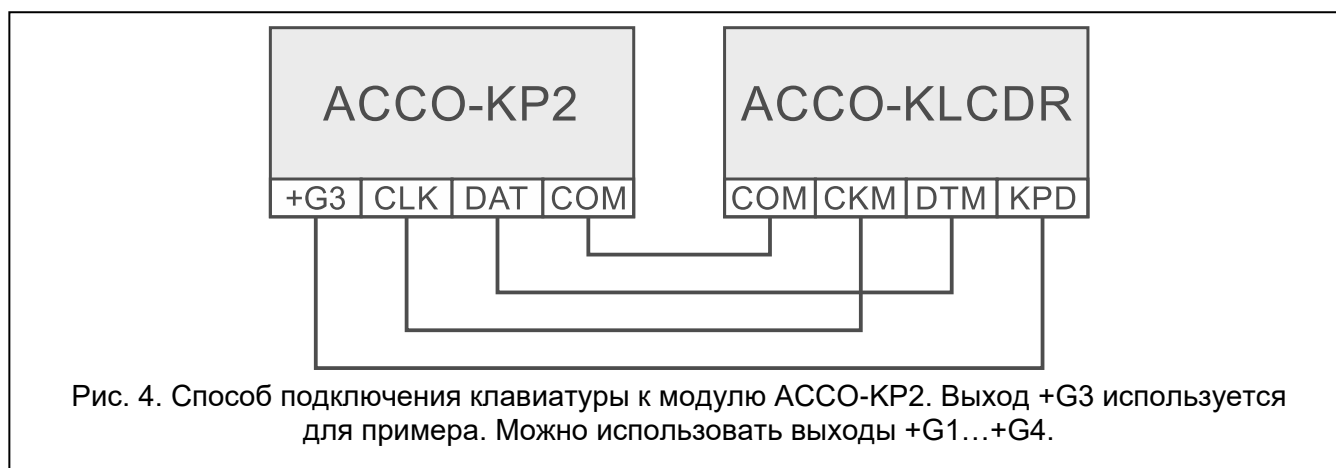 ACCO-KP2
ACCO-KLCDR
+G3 CLK DAT COM
COM CKM DTM KPD
Рис. 4. Способ подключения клавиатуры к модулю ACCO-KP2. Выход +G3 используется
для примера. Можно использовать выходы +G1…+G4.